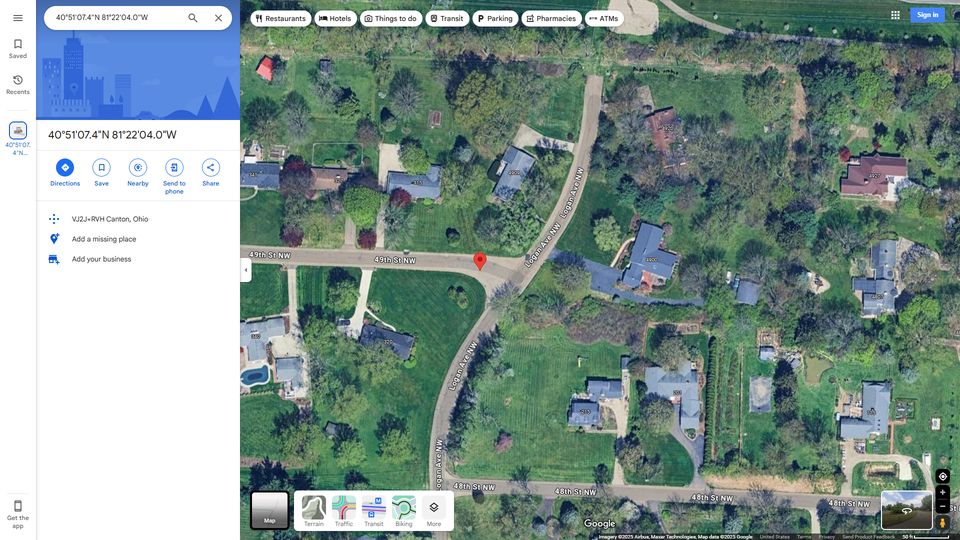 40°51'07.4"N 81°22'04.0"W
Restaurants
Hotels
Things to do
Transit
Parking
Pharmacies
ATMs
Sign in
Saved
Recents
40°51'07.
4"N...
40°51'07.4"N 81°22'04.0"W
Directions
Save
Nearby
Send to
phone
Share
VJ2J+RVH Canton, Ohio
Add a missing place
Add your business
Get the
app
49th St NW
49th St NW
Logan Ave NW
Logan Ave NW
4900
Logan Ave NW
Logan Ave NW
48th St NW
48th St NW
48th St NW
Map
Terrain
Traffic
Transit
Biking
More
Google
Imagery ©2025 Airbus, Maxar Technologies, Map data ©2025 Google
United States
Terms
Privacy
Send Product Feedback
50 ft